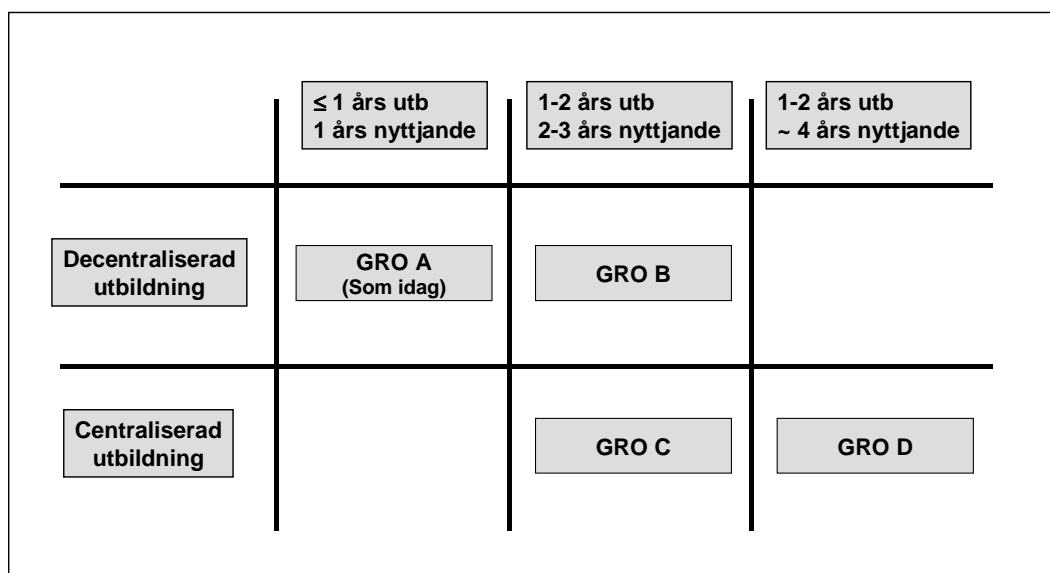 ≤ 1 års utb
1 års nyttjande
1-2 års utb
2-3 års nyttjande
1-2 års utb
~ 4 års nyttjande
Decentraliserad
utbildning
GRO A
(Som idag)
GRO B
Centraliserad
utbildning
GRO C
GRO D